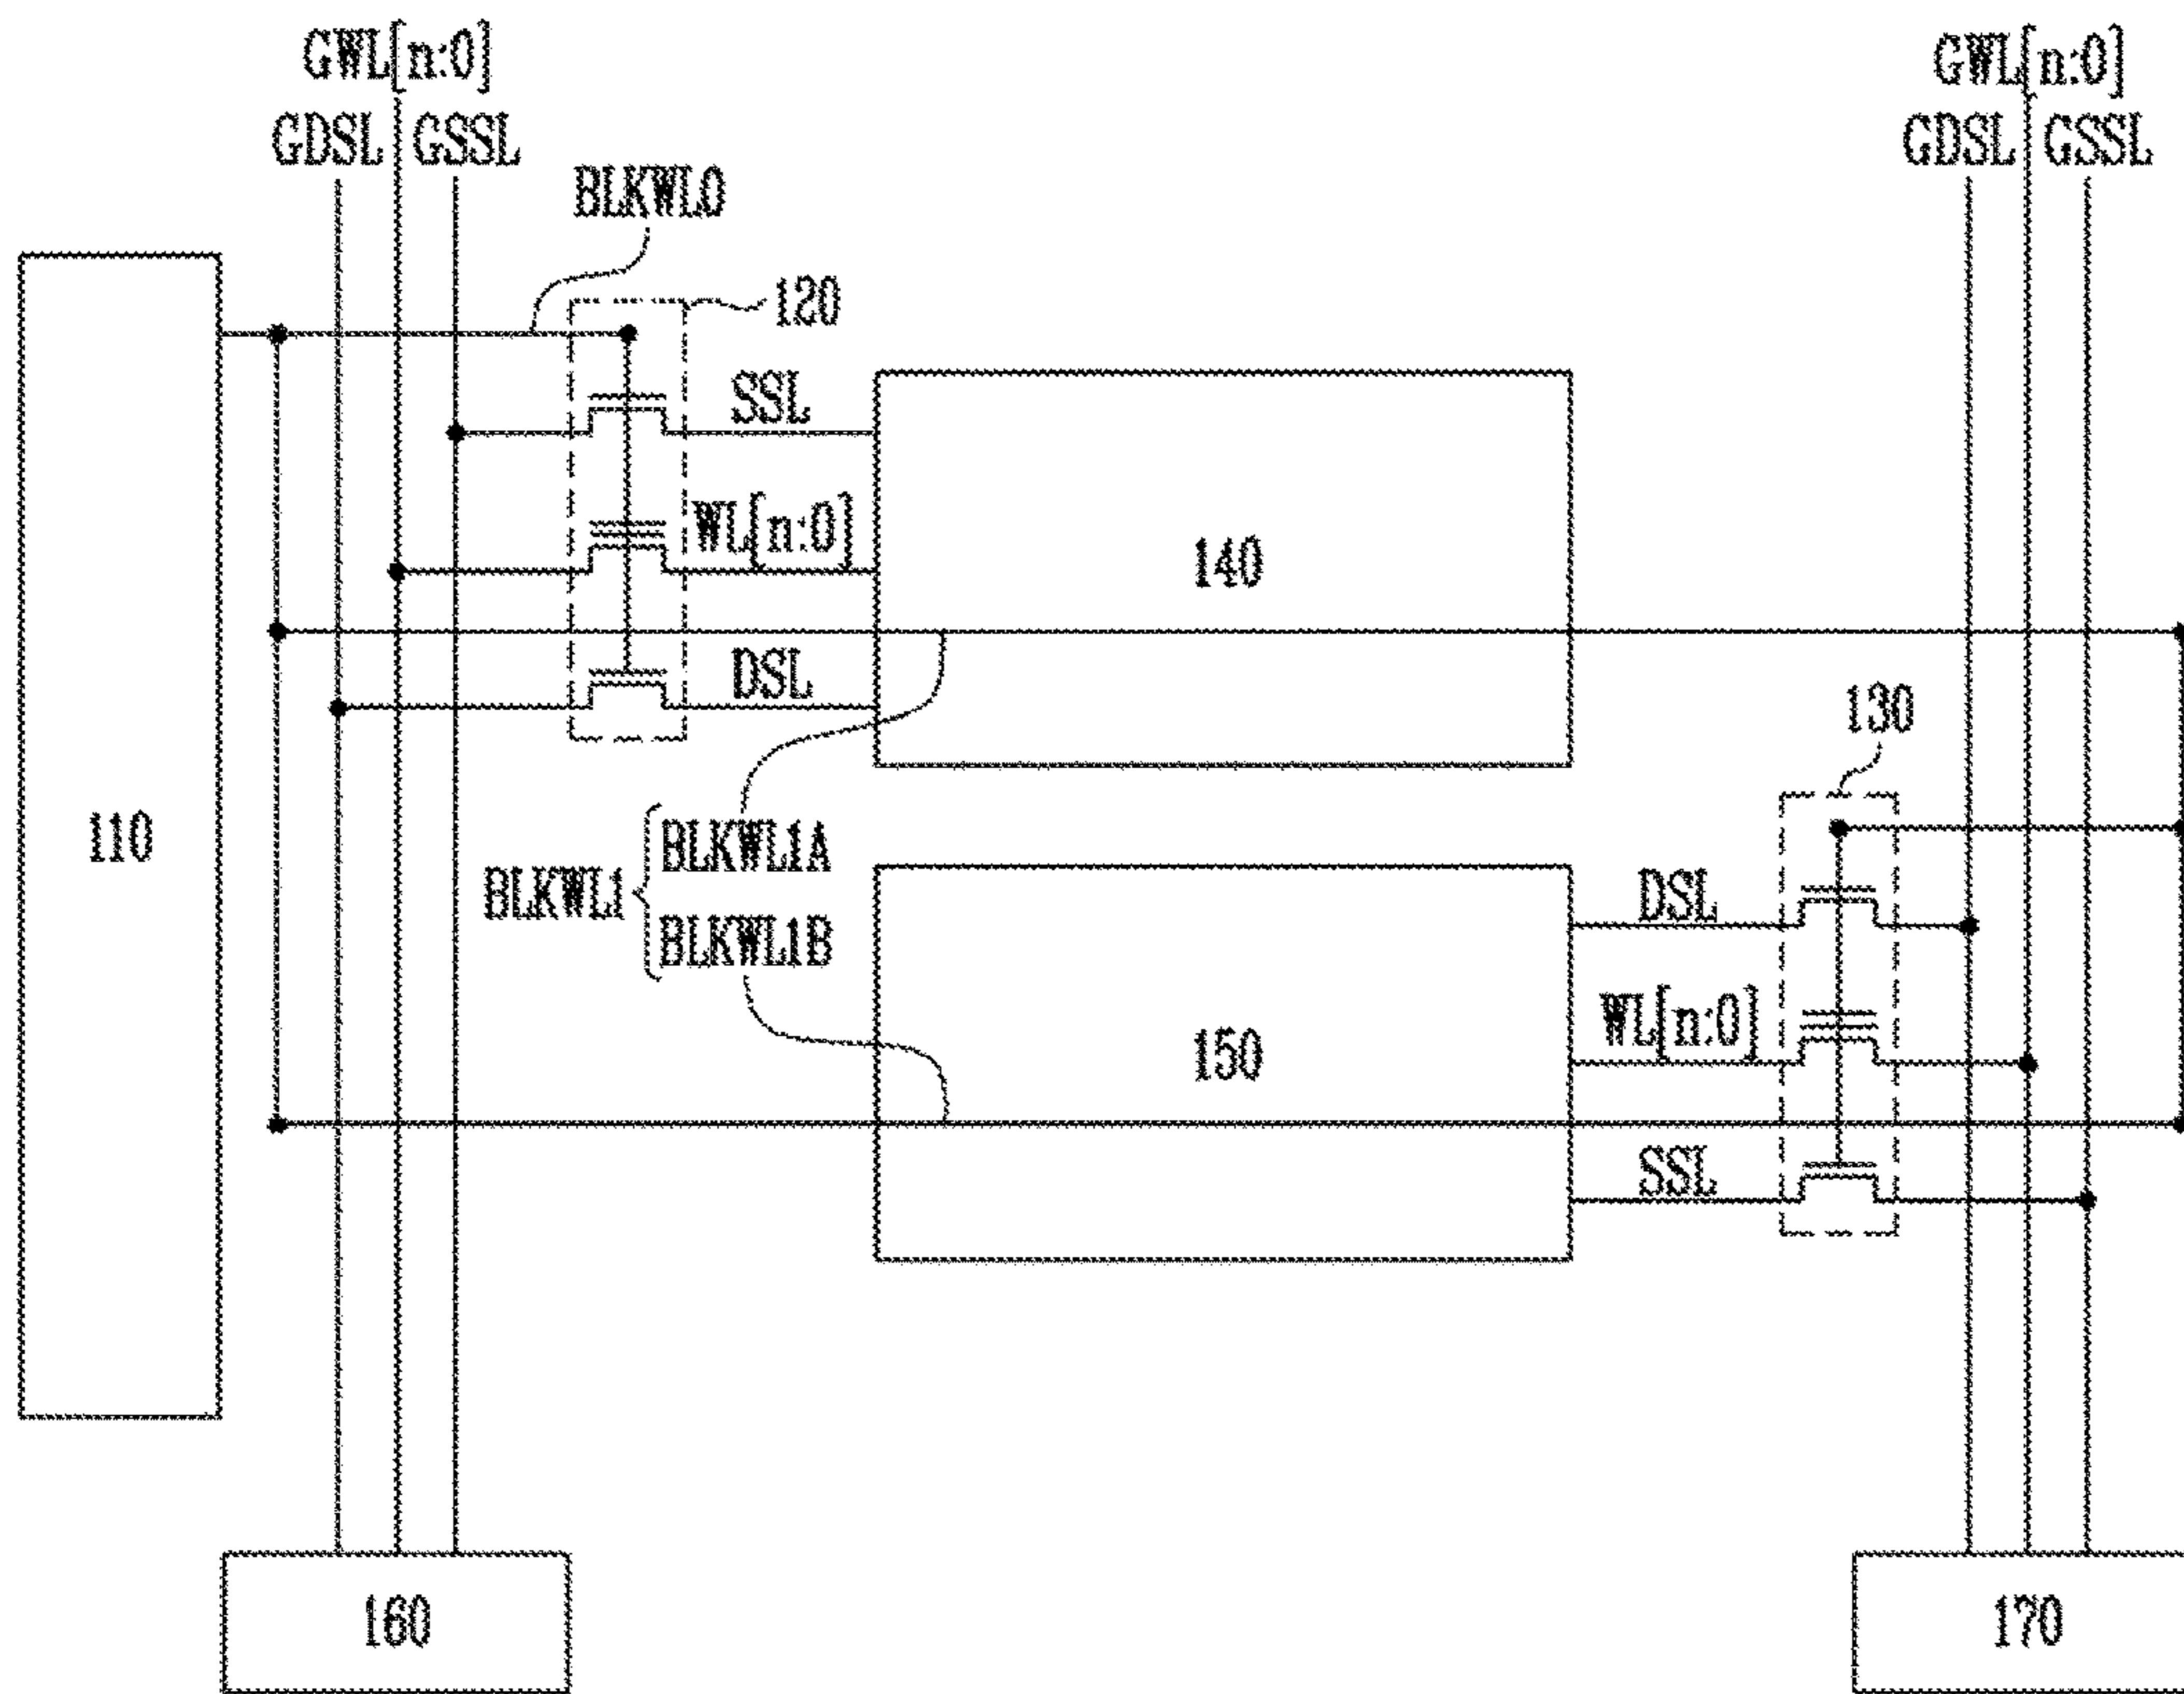 GWL[n:0]
GDSL GSSL
GWL[n:0]
GDSL GSSL
BLKWL0
120
SSL
WL[n:0]
140
DSL
130
110
BLKWL1
BLKWL1A
BLKWL1B
DSL
WL[n:0]
150
SSL
160
170